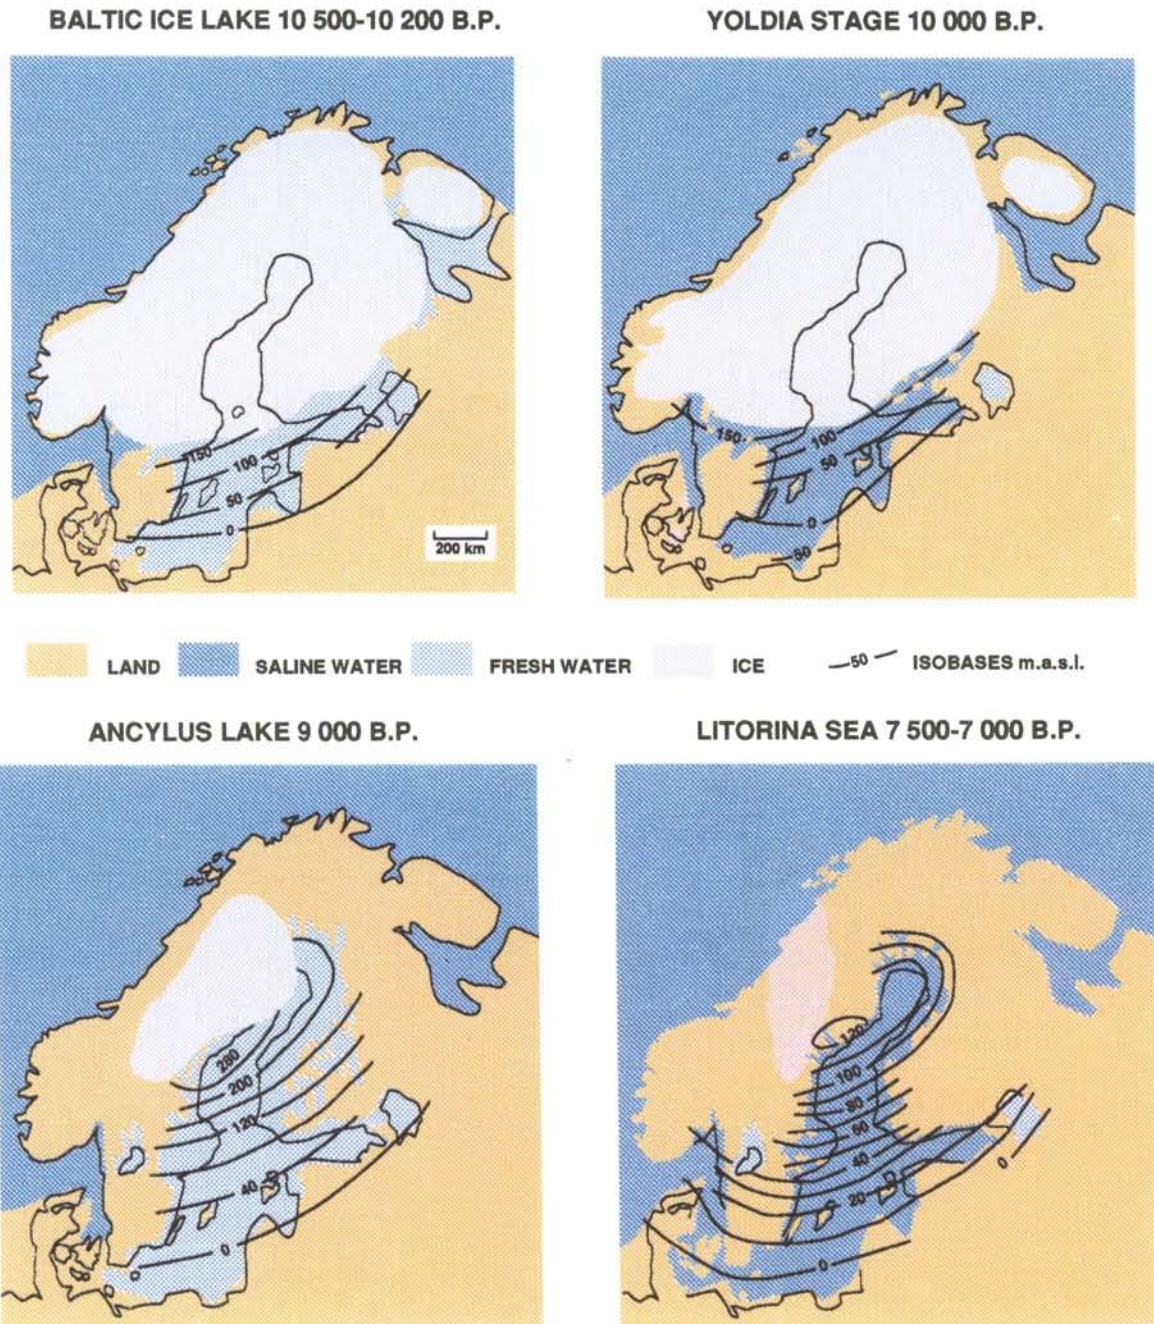 BALTIC ICE LAKE 10 500-10 200 B.P.
YOLDIA STAGE 10 000 B.P.
150
100
50
0
200 km
150
100
50
0
50
LAND
SALINE WATER
FRESH WATER
ICE
50
ISOBASES m.a.s.l.
ANCYLUS LAKE 9 000 B.P.
LITORINA SEA 7 500-7 000 B.P.
280
200
120
40
0
120
100
80
60
40
20
0
0